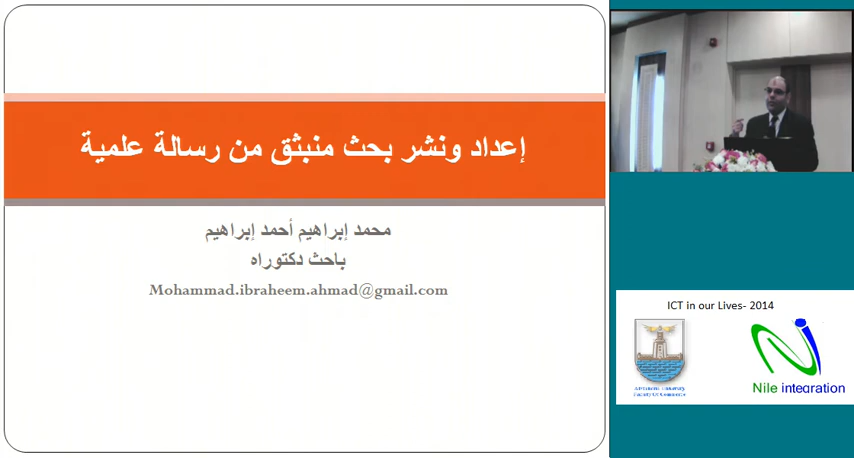 إعداد ونشر بحث منبثق من رسالة علمية
محمد إبراهيم أحمد إبراهيم
باحث دكتوراه
Mohammad.ibraheem.ahmad@gmail.com
ICT in our Lives- 2014
Nile integration